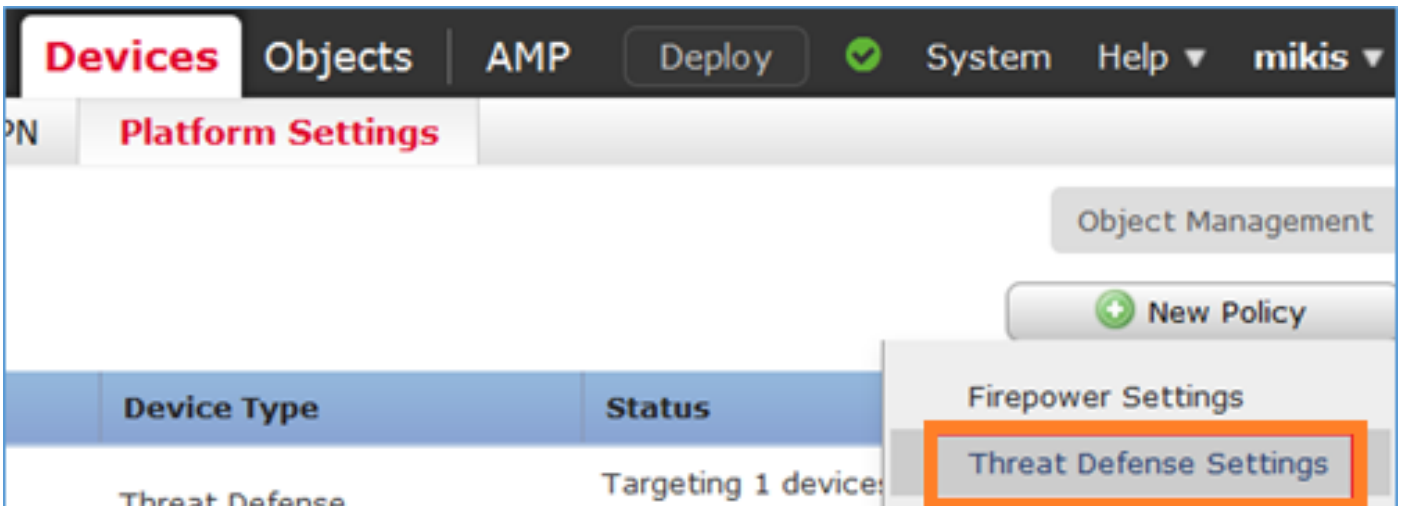 Devices Objects AMP Deploy System Help mikis
PN Platform Settings
Object Management
New Policy
Device Type Status
Firepower Settings
Threat Defense Settings
Targeting 1 devices
Threat Defense